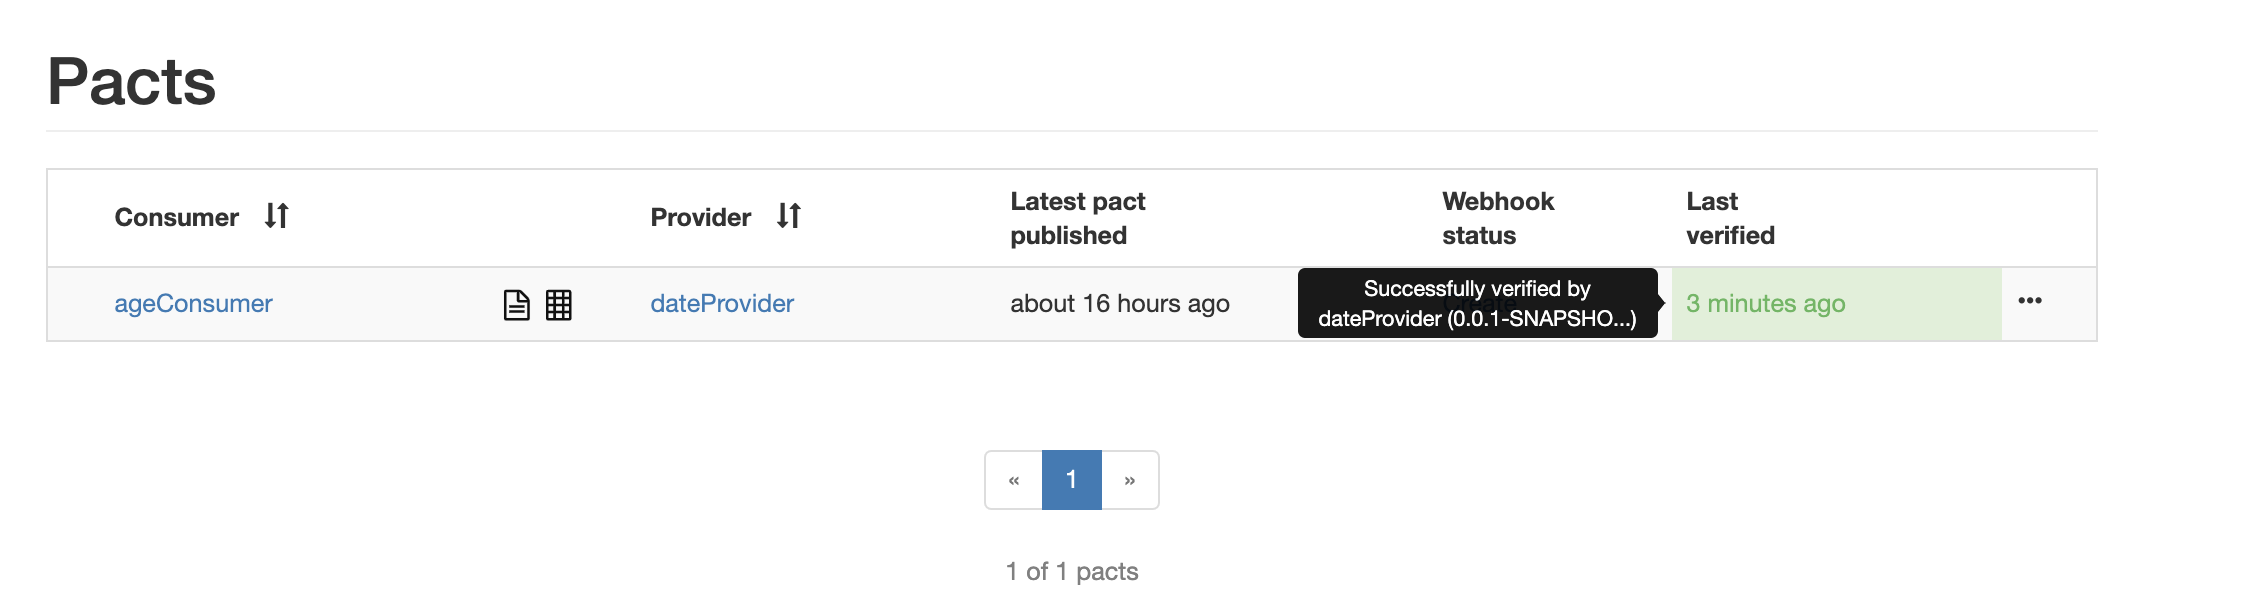 Pacts
Consumer
Provider
Latest pact
published
Webhook
status
Last
verified
ageConsumer
dateProvider
about 16 hours ago
Create
Successfully verified by
dateProvider (0.0.1-SNAPSHO...)
3 minutes ago
•••
« 1 »
1 of 1 pacts